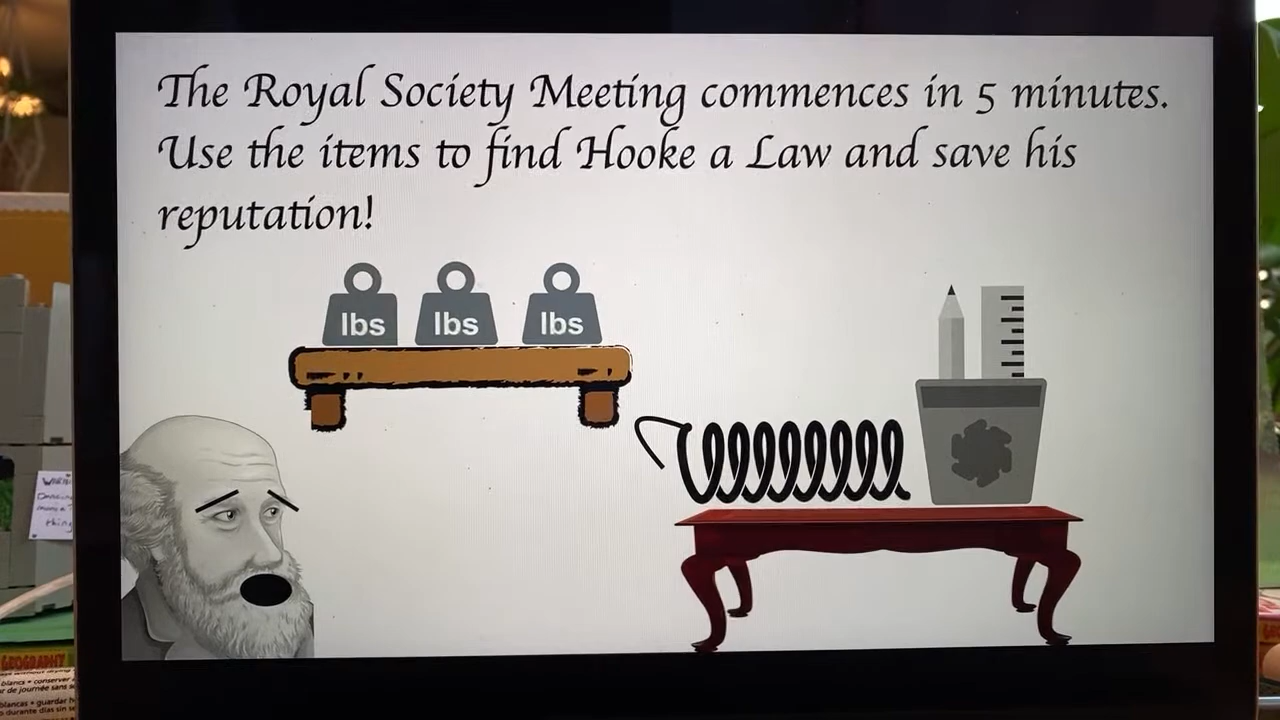 The Royal Society Meeting commences in 5 minutes.
Use the items to find Hooke a Law and save his
reputation!
lbs lbs lbs
GEOGRAPHY